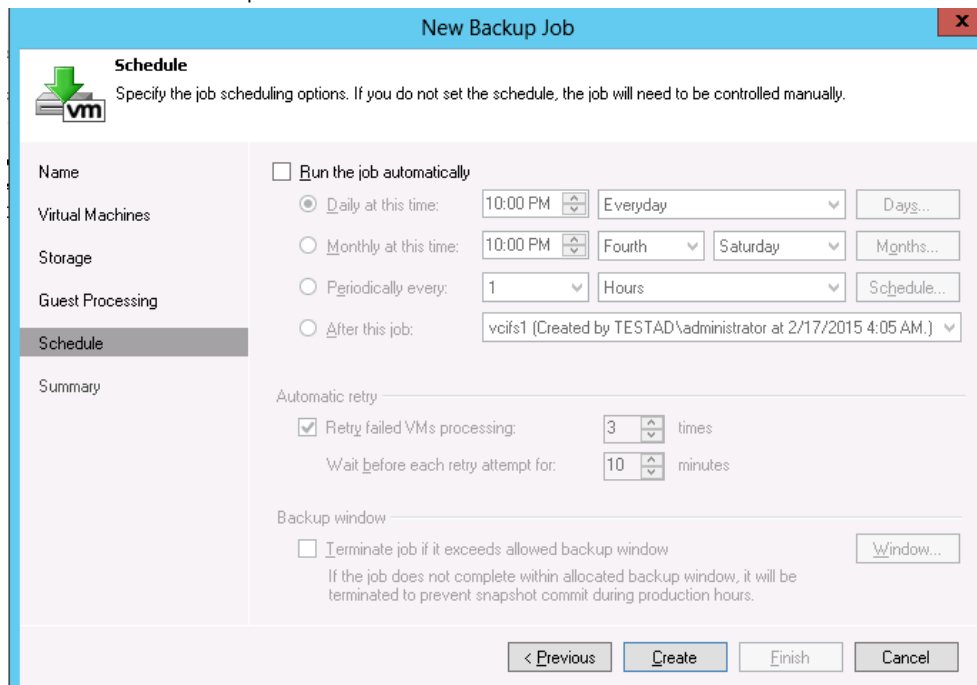 New Backup Job
x
Schedule
Specify the job scheduling options. If you do not set the schedule, the job will need to be controlled manually.
vm
Name
Virtual Machines
Storage
Guest Processing
Schedule
Summary
Run the job automatically
Daily at this time: 10:00 PM Everyday Days...
Monthly at this time: 10:00 PM Fourth Saturday Months...
Periodically every: 1 Hours Schedule...
After this job: vcifs1 (Created by TESTAD\administrator at 2/17/2015 4:05 AM.)
Automatic retry
Retry failed VMs processing: 3 times
Wait before each retry attempt for: 10 minutes
Backup window
Terminate job if it exceeds allowed backup window Window...
If the job does not complete within allocated backup window, it will be
terminated to prevent snapshot commit during production hours.
< Previous Create Finish Cancel